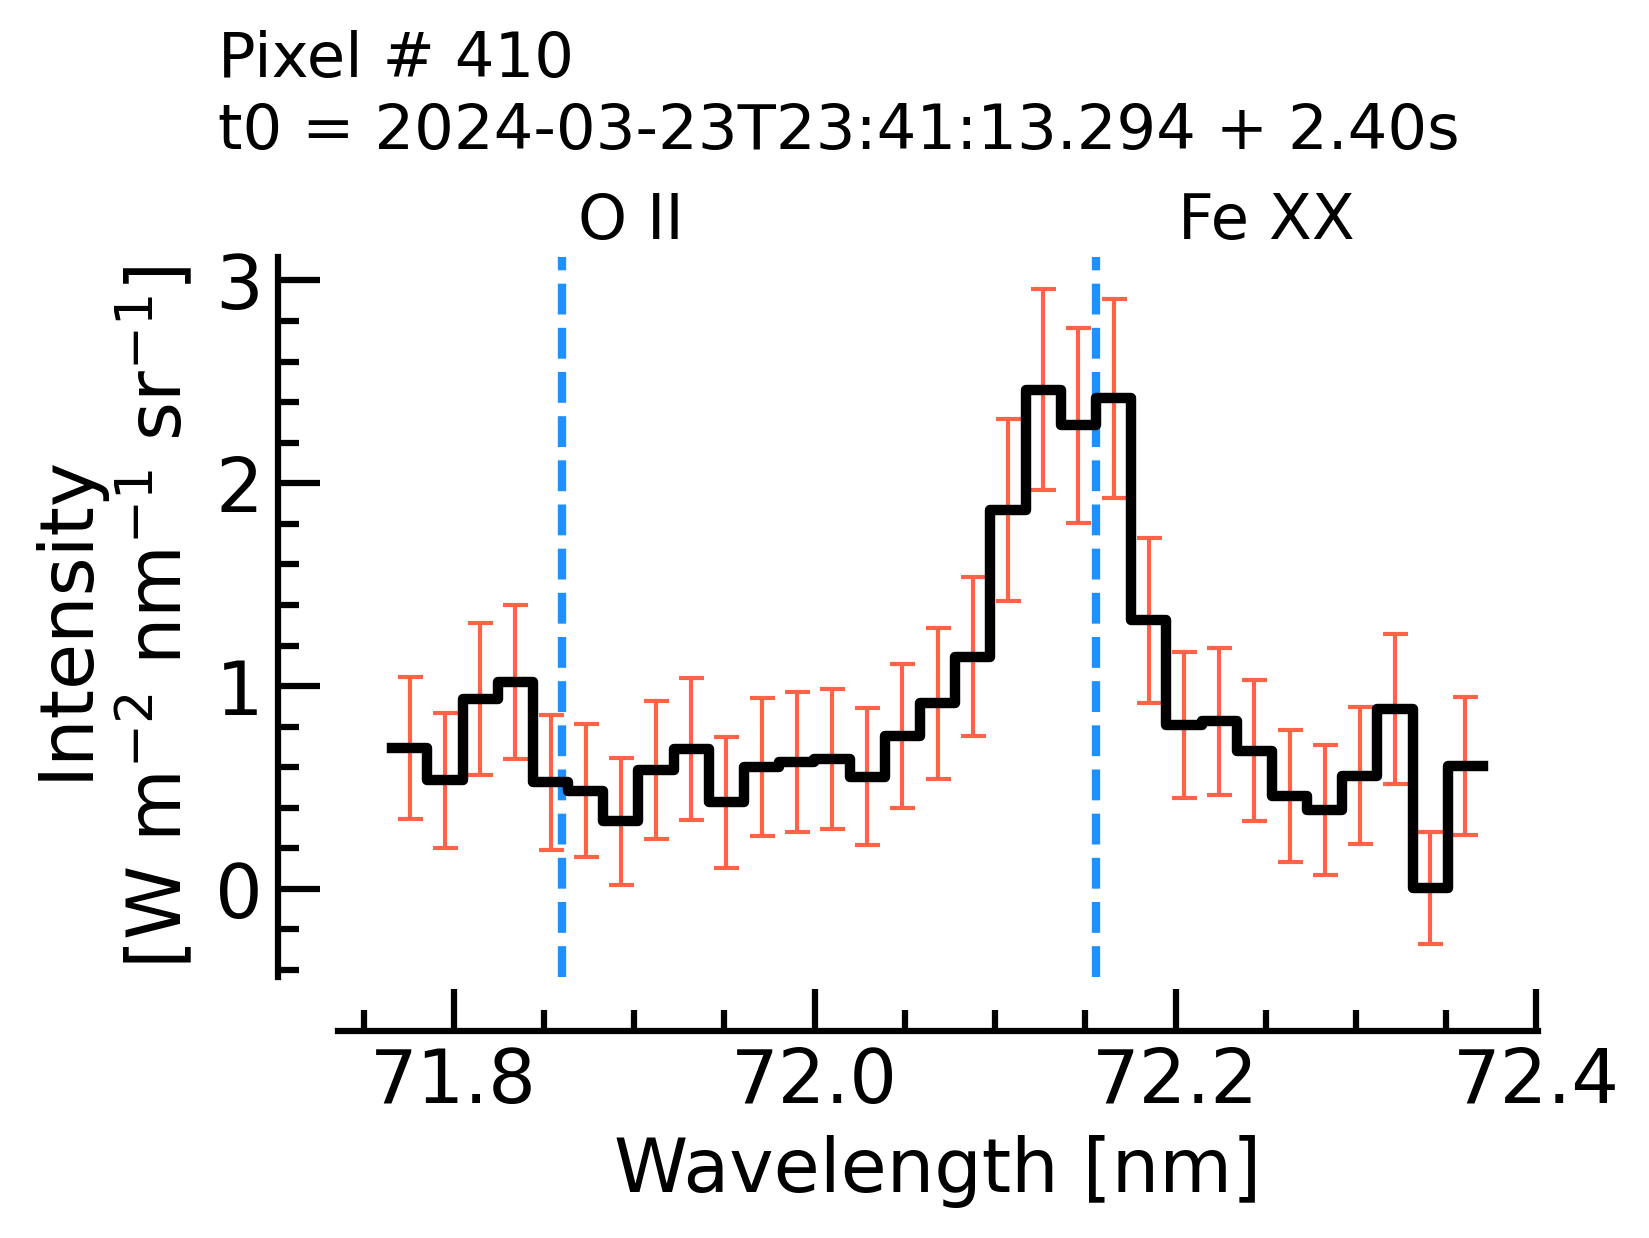 Pixel # 410
t0 = 2024-03-23T23:41:13.294 + 2.40s
O II Fe XX
Intensity
[W m⁻² nm⁻¹ sr⁻¹]
3
2
1
0
71.8 72.0 72.2 72.4
Wavelength [nm]